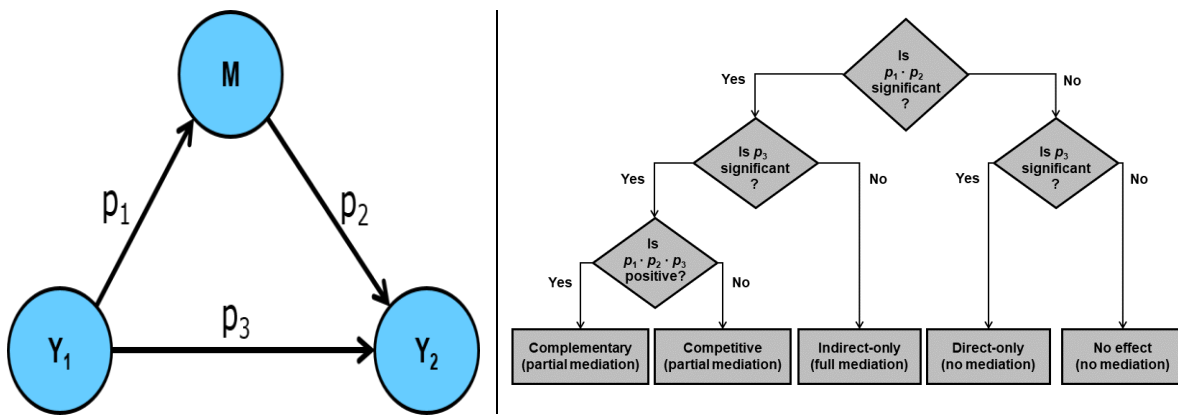 M
p₁
p₂
p₃
Y₁
Y₂
Is
p₁ · p₂
significant
?
Yes
No
Is p₃
significant
?
Yes
No
Is p₃
significant
?
Yes
No
Is
p₁ · p₂ · p₃
positive?
Yes
No
Complementary
(partial mediation)
Competitive
(partial mediation)
Indirect-only
(full mediation)
Direct-only
(no mediation)
No effect
(no mediation)